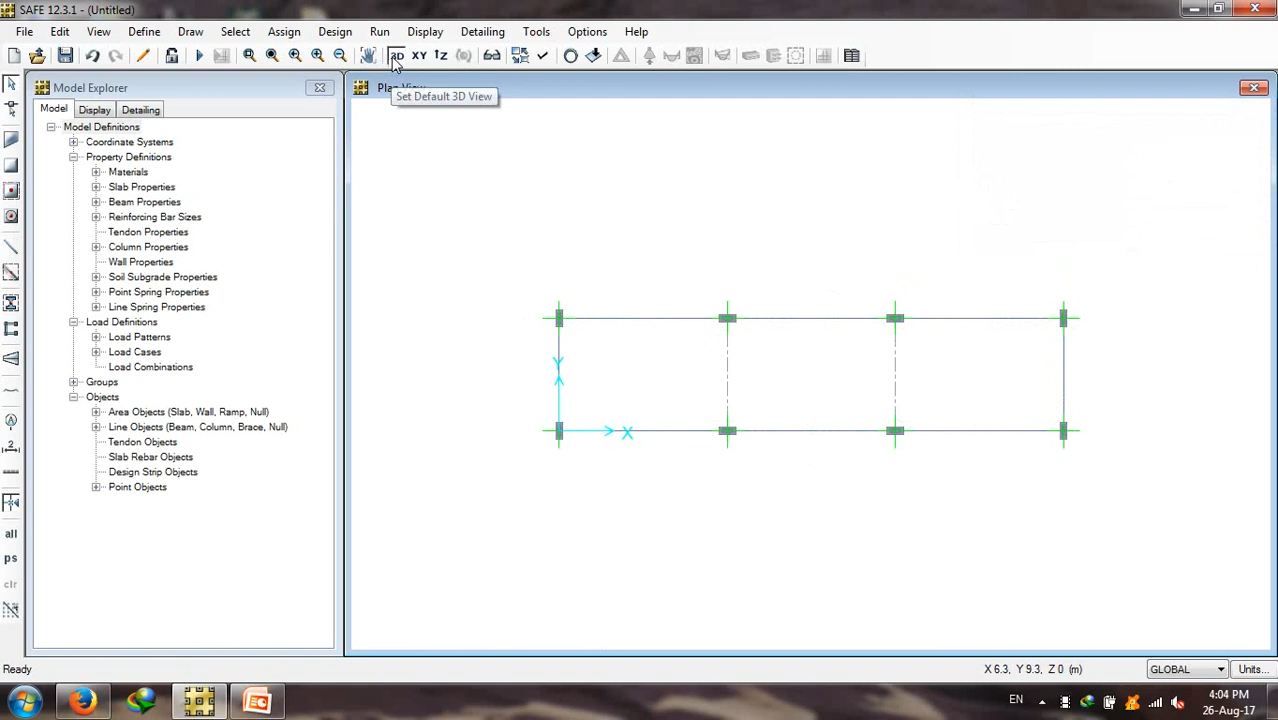 SAFE 12.3.1 - (Untitled)
File Edit View Define Draw Select Assign Design Run Display Detailing Tools Options Help
3D XY
Set Default 3D View
Model Explorer
Model Display Detailing
Model Definitions
Coordinate Systems
Property Definitions
Materials
Slab Properties
Beam Properties
Reinforcing Bar Sizes
Tendon Properties
Column Properties
Wall Properties
Soil Subgrade Properties
Point Spring Properties
Line Spring Properties
Load Definitions
Load Patterns
Load Cases
Load Combinations
Groups
Objects
Area Objects (Slab, Wall, Ramp, Null)
Line Objects (Beam, Column, Brace, Null)
Tendon Objects
Slab Rebar Objects
Design Strip Objects
Point Objects
Y
X
all
ps
clr
Ready
X 6.3, Y 9.3, Z 0 (m)
GLOBAL
Units...
EN
4:04 PM
26-Aug-17